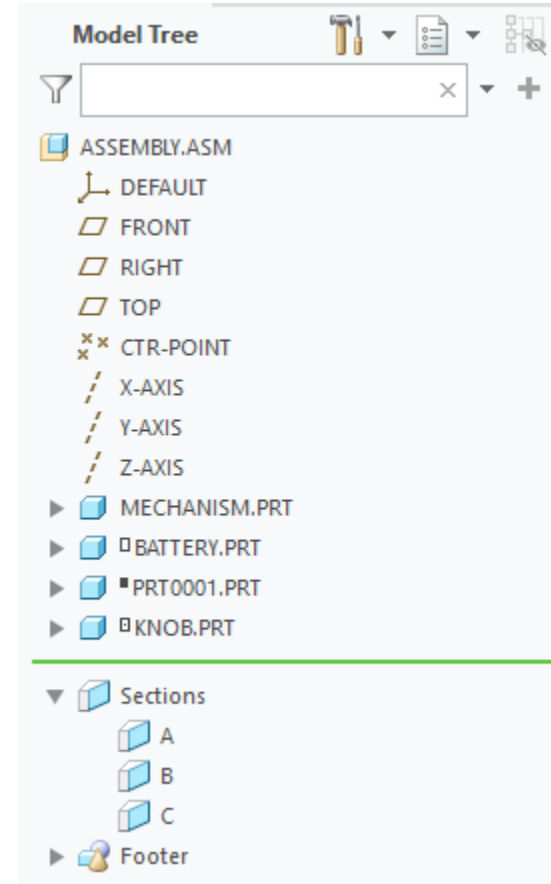 Model Tree
ASSEMBLY.ASM
DEFAULT
FRONT
RIGHT
TOP
CTR-POINT
X-AXIS
Y-AXIS
Z-AXIS
MECHANISM.PRT
BATTERY.PRT
PRT0001.PRT
KNOB.PRT
Sections
A
B
C
Footer